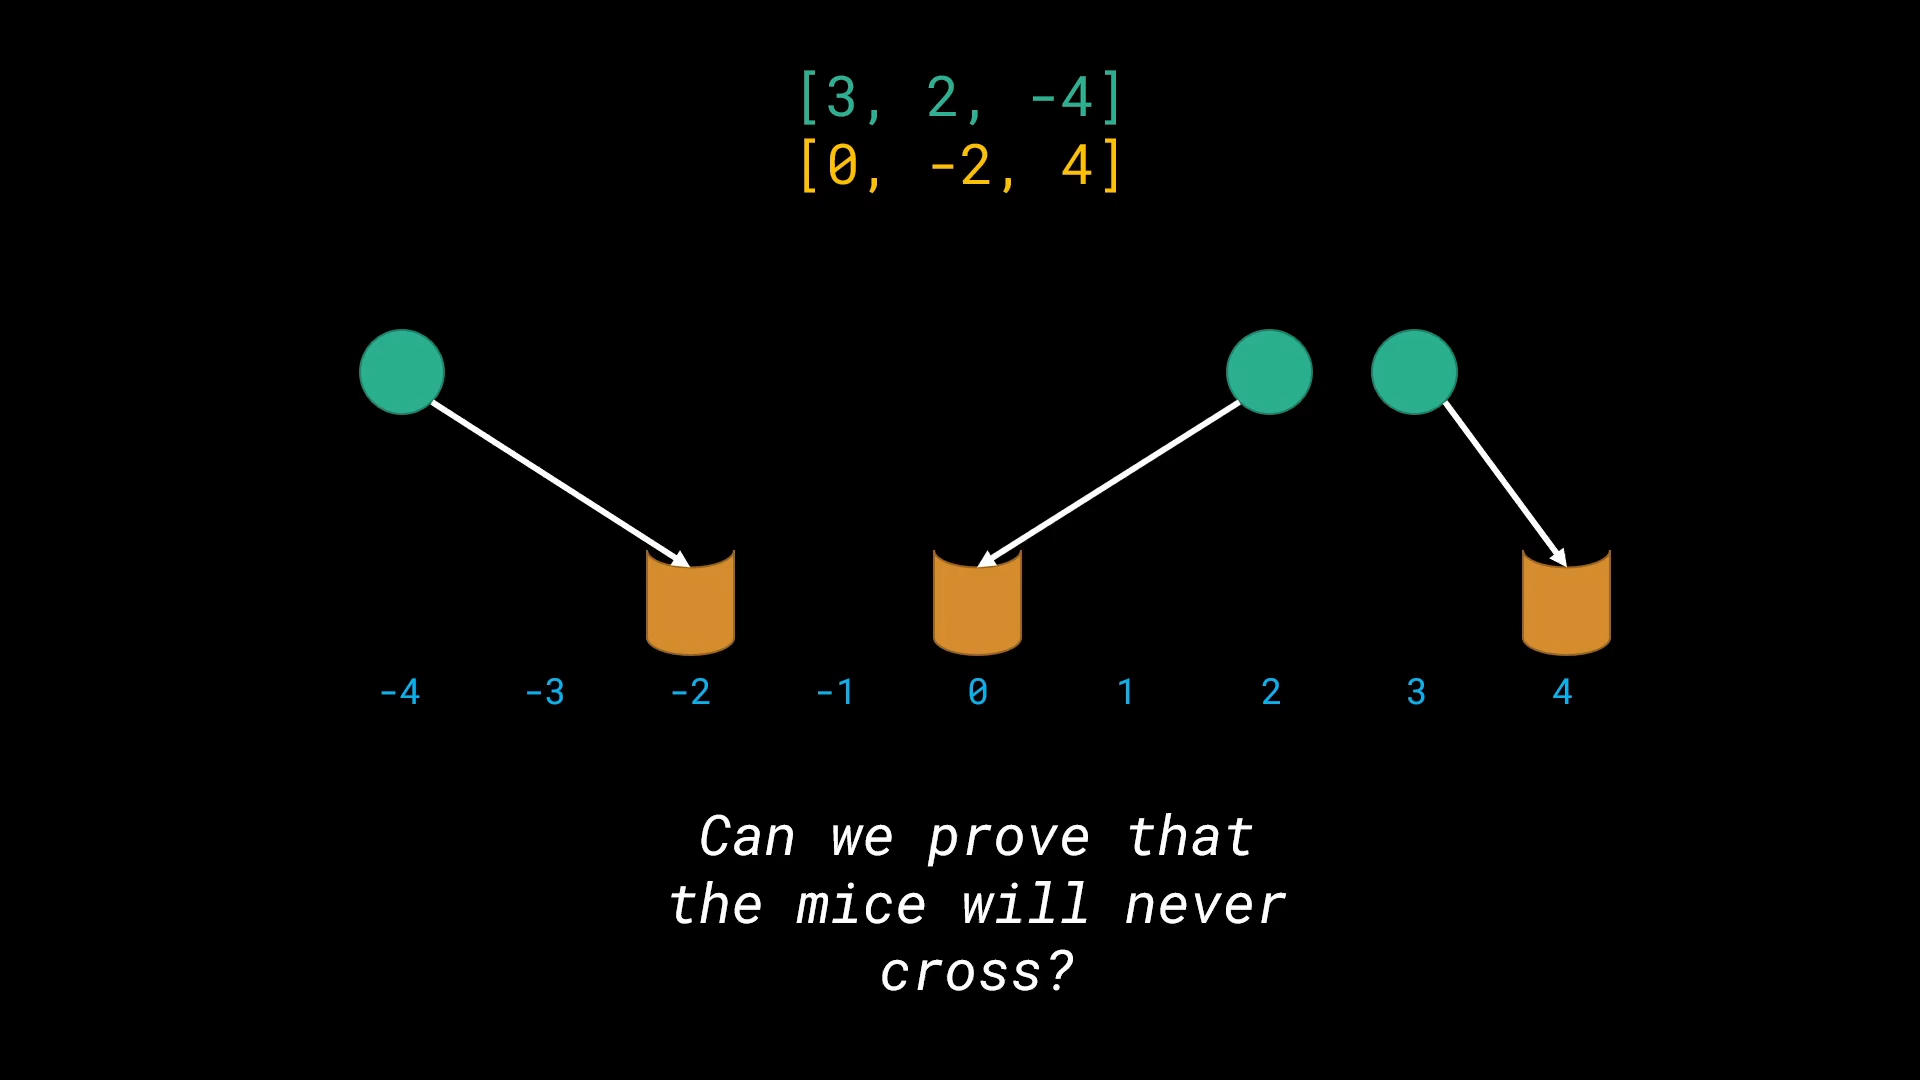 [3, 2, -4]
[0, -2, 4]
-4 -3 -2 -1 0 1 2 3 4
Can we prove that
the mice will never
cross?